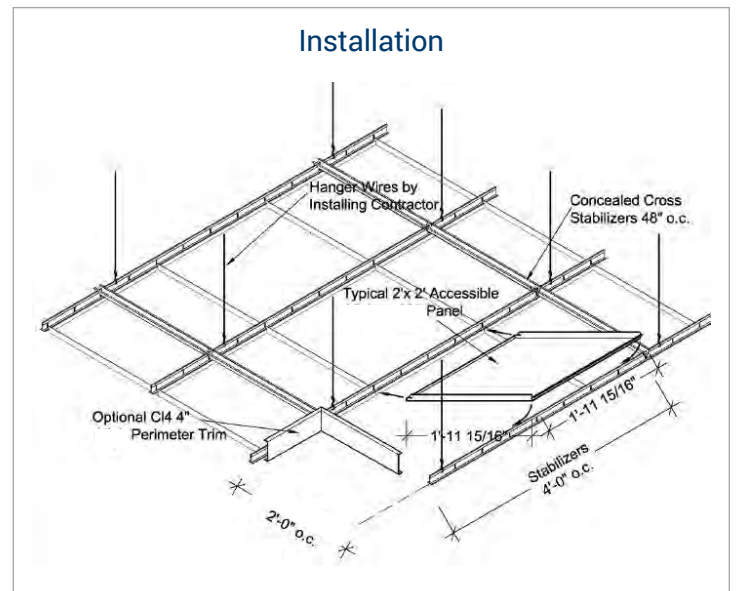 Installation
Hanger Wires by
Installing Contractor
Concealed Cross
Stabilizers 48" o.c.
Typical 2'x 2' Accessible
Panel
Optional CI4 4"
Perimeter Trim
1'-11 15/16"
1'-11 15/16"
Stabilizers
4'-0" o.c.
2'-0" o.c.